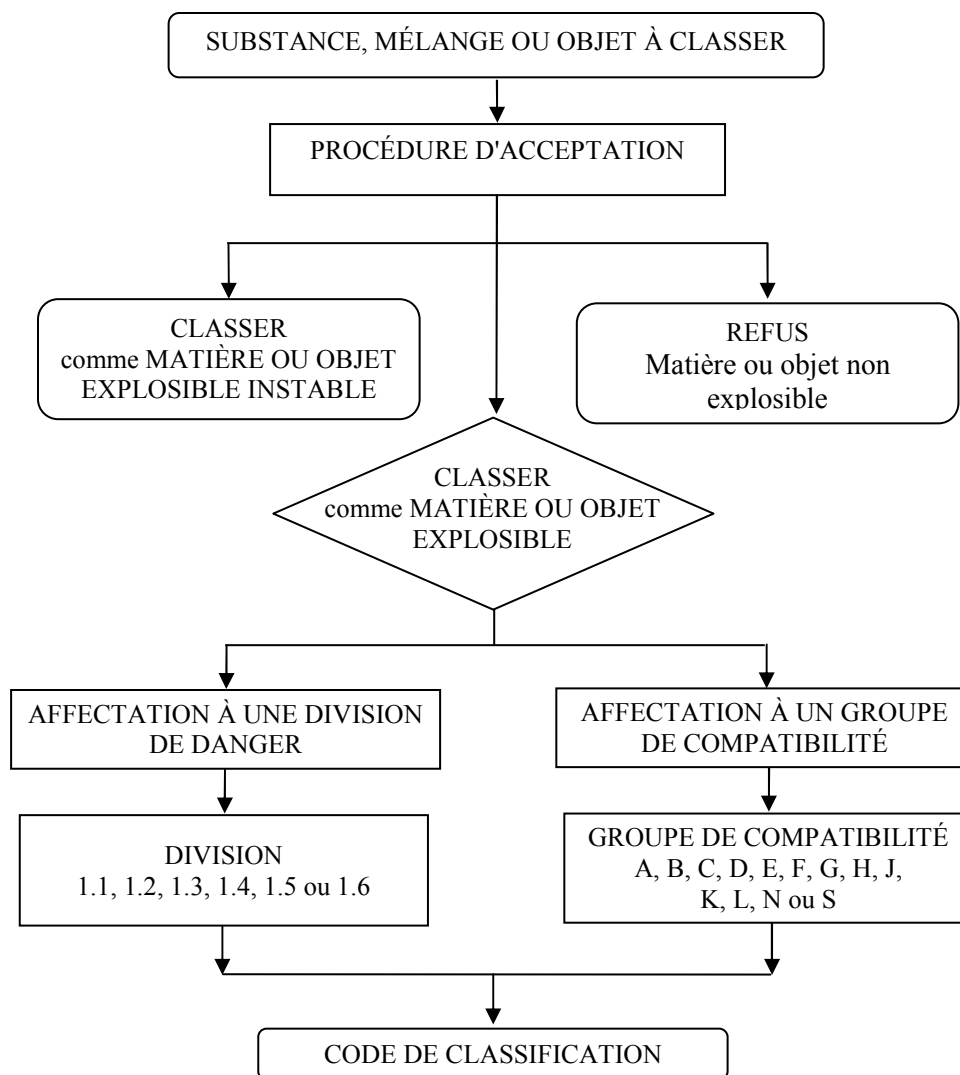 SUBSTANCE, MÉLANGE OU OBJET À CLASSER
PROCÉDURE D'ACCEPTATION
CLASSER
comme MATIÈRE OU OBJET
EXPLOSIBLE INSTABLE
REFUS
Matière ou objet non
explosible
CLASSER
comme MATIÈRE OU OBJET
EXPLOSIBLE
AFFECTATION À UNE DIVISION
DE DANGER
AFFECTATION À UN GROUPE
DE COMPATIBILITÉ
DIVISION
1.1, 1.2, 1.3, 1.4, 1.5 ou 1.6
GROUPE DE COMPATIBILITÉ
A, B, C, D, E, F, G, H, J,
K, L, N ou S
CODE DE CLASSIFICATION